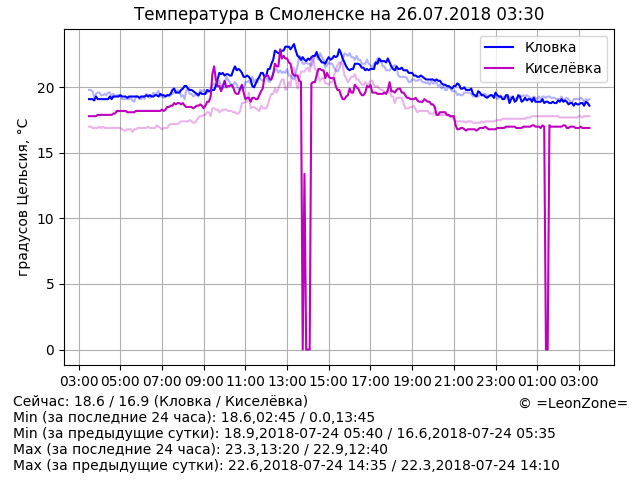 Температура в Смоленске на 26.07.2018 03:30
Кловка
Киселёвка
градусов Цельсия, °C
20
15
10
5
0
03:00 05:00 07:00 09:00 11:00 13:00 15:00 17:00 19:00 21:00 23:00 01:00 03:00
Сейчас: 18.6 / 16.9 (Кловка / Киселёвка)
© =LeonZone=
Min (за последние 24 часа): 18.6,02:45 / 0.0,13:45
Min (за предыдущие сутки): 18.9,2018-07-24 05:40 / 16.6,2018-07-24 05:35
Max (за последние 24 часа): 23.3,13:20 / 22.9,12:40
Max (за предыдущие сутки): 22.6,2018-07-24 14:35 / 22.3,2018-07-24 14:10